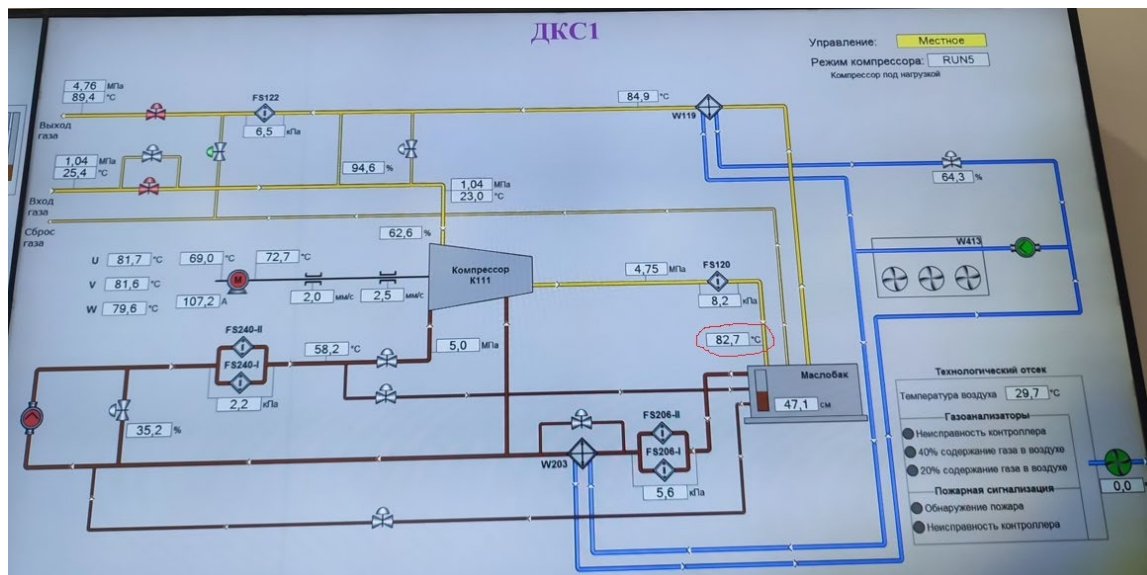 ДКС1
Управление: Местное
Режим компрессора: RUN5
Компрессор под нагрузкой
4,76 МПа
89,4 °C
Выход
газа
FS122
6,5 кПа
84,9 °C
W119
1,04 МПа
25,4 °C
Вход
газа
94,6 %
1,04 МПа
23,0 °C
64,3 %
Сброс
газа
62,6 %
W413
U 81,7 °C
V 81,6 °C
W 79,6 °C
69,0 °C
72,7 °C
M
107,2 А
2,0 мм/с
2,5 мм/с
Компрессор
К111
4,75 МПа
FS120
8,2 кПа
82,7 °C
FS240-II
FS240-I
2,2 кПа
58,2 °C
5,0 МПа
35,2 %
Маслобак
47,1 см
FS206-II
FS206-I
5,6 кПа
W203
Технологический отсек
Температура воздуха 29,7 °C
Газоанализаторы
Неисправность контроллера
40% содержание газа в воздухе
20% содержание газа в воздухе
Пожарная сигнализация
Обнаружение пожара
Неисправность контроллера
0,0